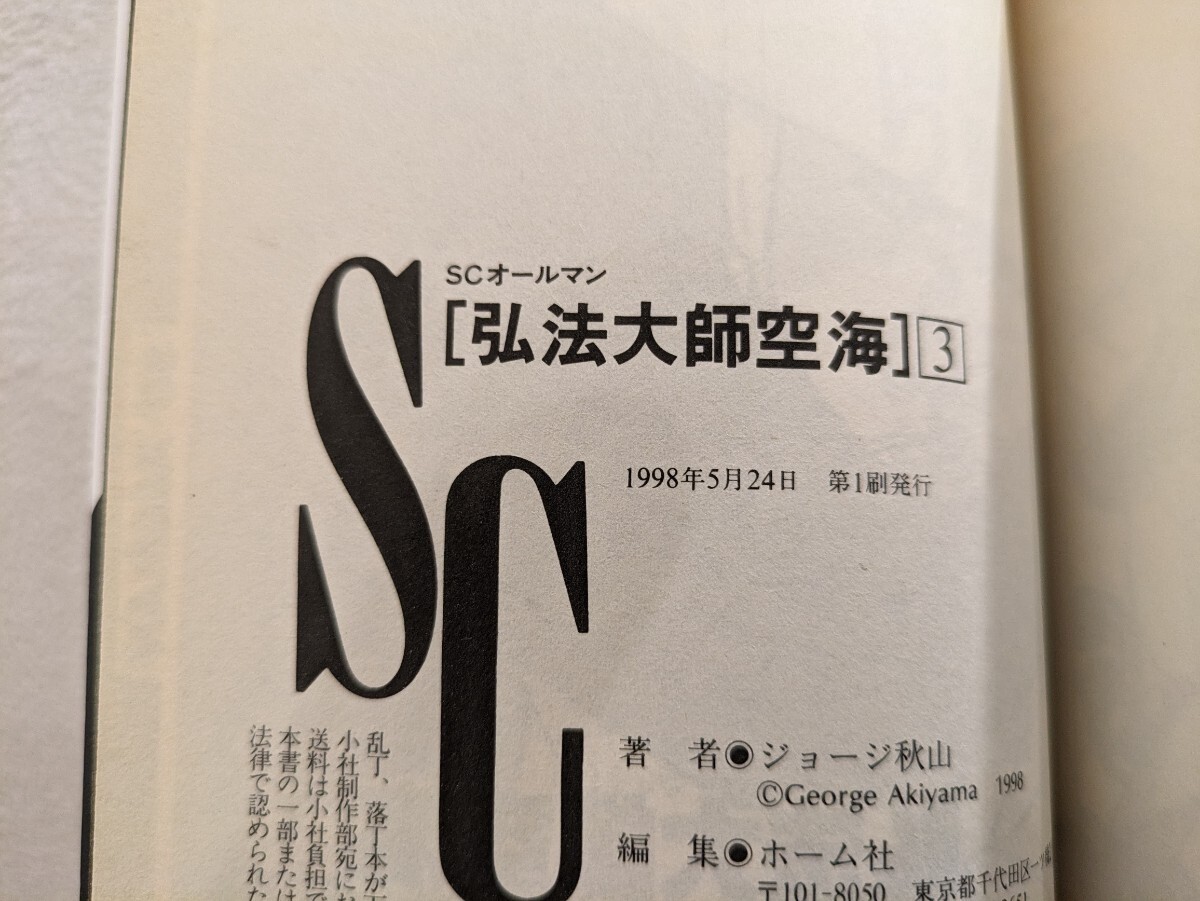 SC
SCオールマン
[弘法大師空海]3
1998年5月24日 第1刷発行
著 者◉ジョージ秋山
©George Akiyama 1998
編 集◉ホーム社
〒101-8050 東京都千代田区一ツ橋
乱丁、落丁本が
小社制作部宛にお
送料は小社負担で
本書の一部または
法律で認められた